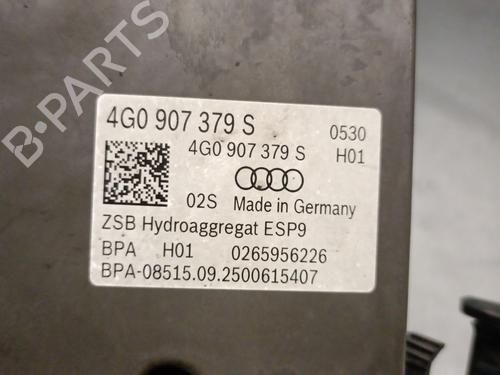 4G0 907 379 S 0530
4G0 907 379 S H01
02S Made in Germany
ZSB Hydroaggregat ESP9
BPA H01 0265956226
BPA-08515.09.2500615407
B-PARTS